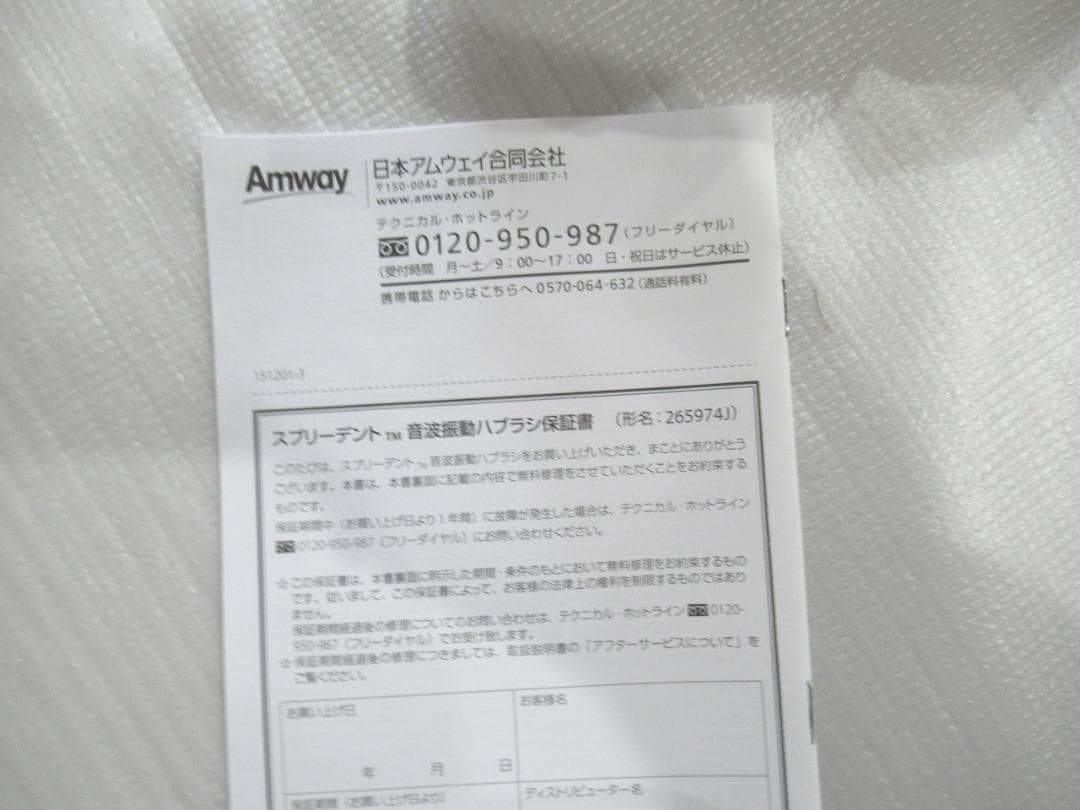 Amway
日本アムウェイ合同会社
〒150-0042 東京都渋谷区宇田川町7-1
www.amway.co.jp
テクニカル・ホットライン
0120-950-987(フリーダイヤル)
(受付時間 月〜土/9:00〜17:00 日・祝日はサービス休止)
携帯電話 からはこちらへ 0570-064-632(通話料有料)
151201-3
スプリーデント™ 音波振動ハブラシ保証書 (形名:265974J)
このたびは、スプリーデント™音波振動ハブラシをお買い上げいただき、まことにありがとう
ございます。本書は、本書裏面に記載の内容で無料修理をさせていただくことをお約束する
ものです。
保証期間中(お買い上げ日より1年間)に故障が発生した場合は、テクニカル・ホットライン
0120-950-987(フリーダイヤル)にお問い合わせください。
☆この保証書は、本書裏面に明示した期間・条件のもとにおいて無料修理をお約束するもの
です。従いまして、この保証書によって、お客様の法律上の権利を制限するものではあり
ません。
保証期間経過後の修理についてのお問い合わせは、テクニカル・ホットライン0120-
950-987(フリーダイヤル)でお受け致します。
☆保証期間経過後の修理につきましては、取扱説明書の「アフターサービスについて」を
ご覧ください。
お買い上げ日
お客様名
年 月 日
保証期間(お買い上げ日より)
ディストリビューター名